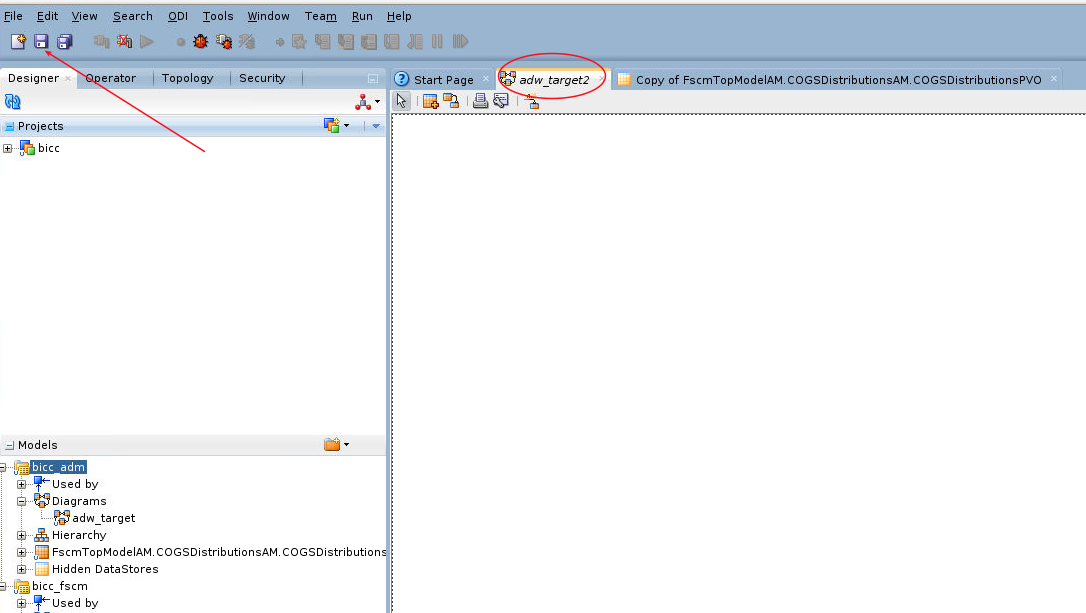 File Edit View Search ODI Tools Window Team Run Help
Designer Operator Topology Security
Start Page adw_target2 Copy of FscmTopModelAM.COGSDistributionsAM.COGSDistributionsPVO
Projects
bicc
Models
bicc_adm
Used by
Diagrams
adw_target
Hierarchy
FscmTopModelAM.COGSDistributionsAM.COGSDistributions
Hidden DataStores
bicc_fscm
Used by